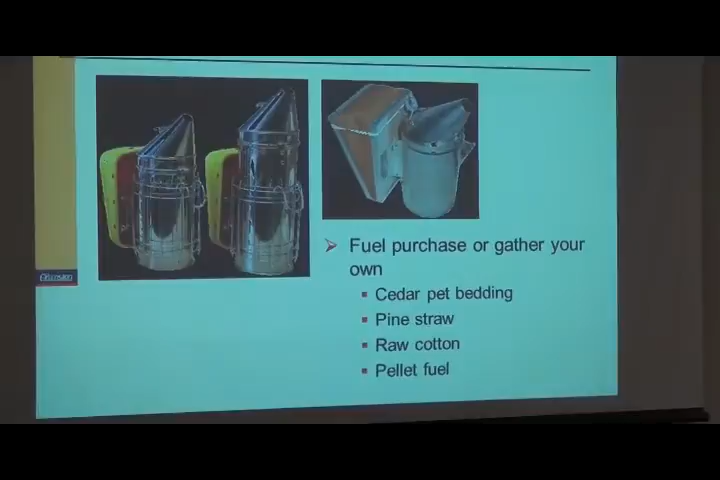 Fuel purchase or gather your
own
Cedar pet bedding
Pine straw
Raw cotton
Pellet fuel